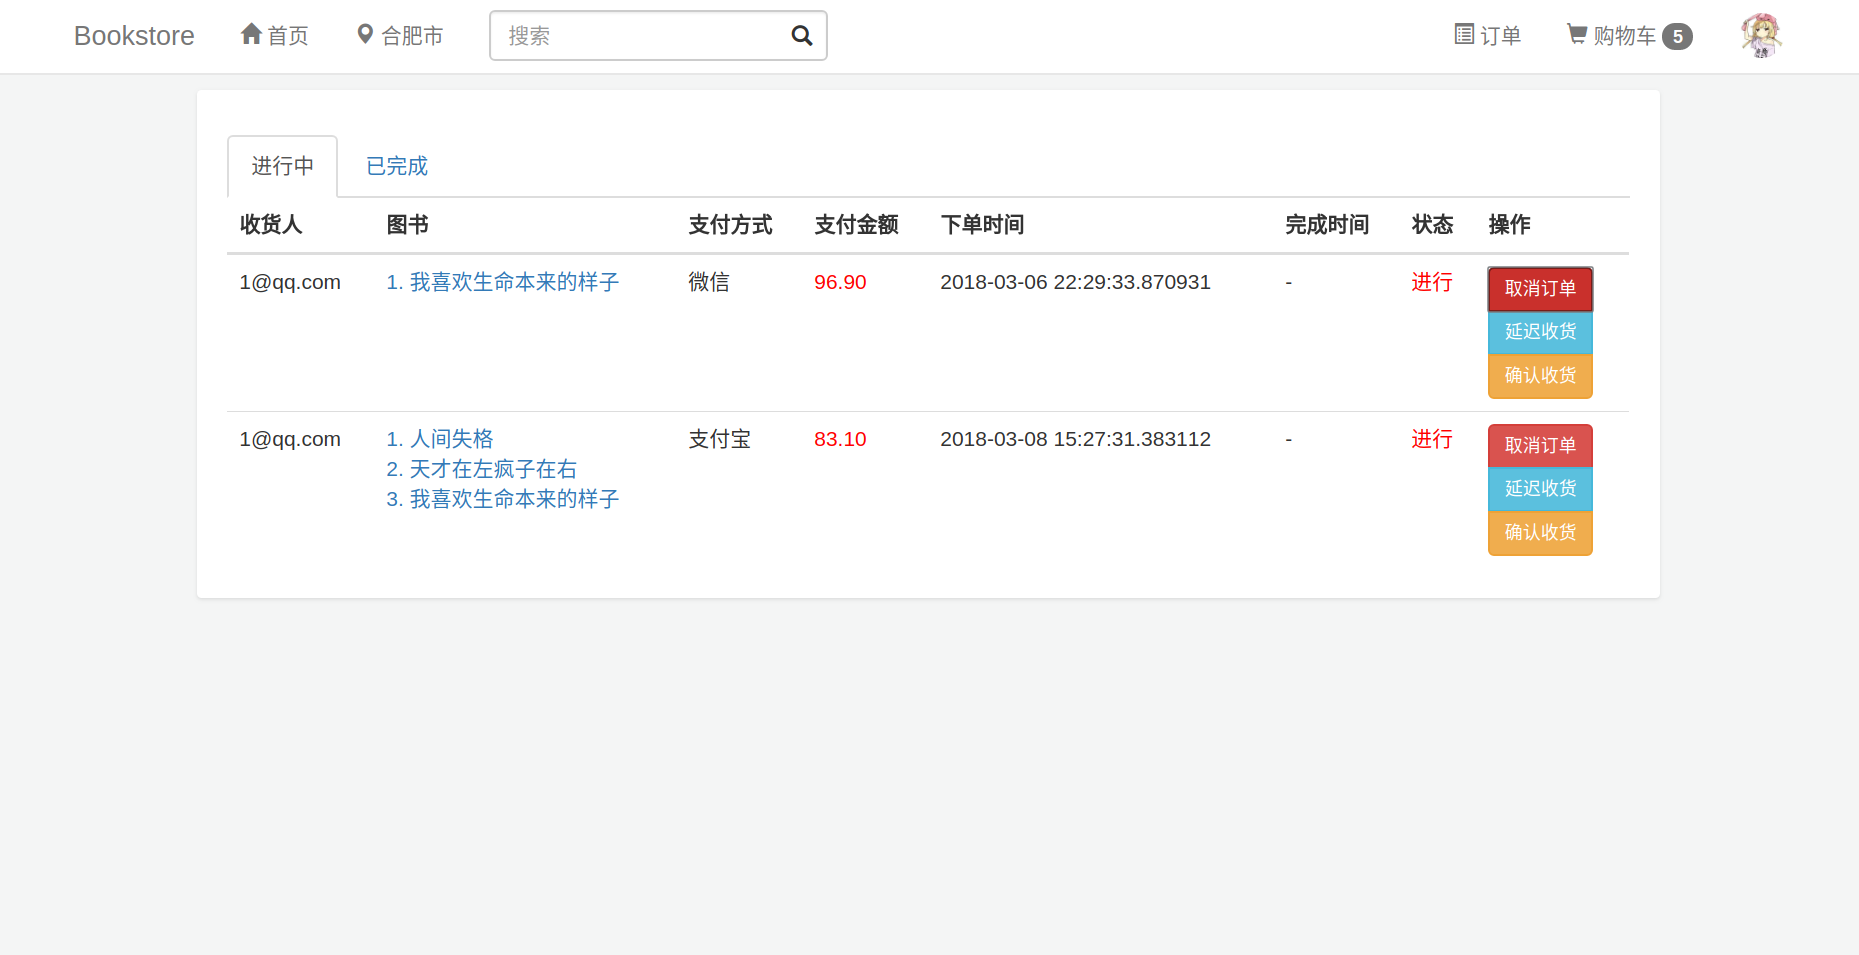 Bookstore 首页 合肥市 搜索 订单 购物车 5
进行中 已完成
收货人 图书 支付方式 支付金额 下单时间 完成时间 状态 操作
1@qq.com 1. 我喜欢生命本来的样子 微信 96.90 2018-03-06 22:29:33.870931 - 进行 取消订单
延迟收货
确认收货
1@qq.com 1. 人间失格 支付宝 83.10 2018-03-08 15:27:31.383112 - 进行 取消订单
2. 天才在左疯子在右
延迟收货
3. 我喜欢生命本来的样子
确认收货